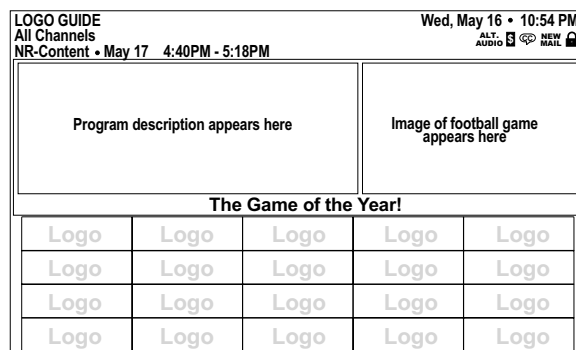 LOGO GUIDE
Wed, May 16 • 10:54 PM
All Channels
ALT. AUDIO $ CC NEW MAIL
NR-Content • May 17 4:40PM - 5:18PM
Program description appears here
Image of football game
appears here
The Game of the Year!
Logo Logo Logo Logo Logo
Logo Logo Logo Logo Logo
Logo Logo Logo Logo Logo
Logo Logo Logo Logo Logo